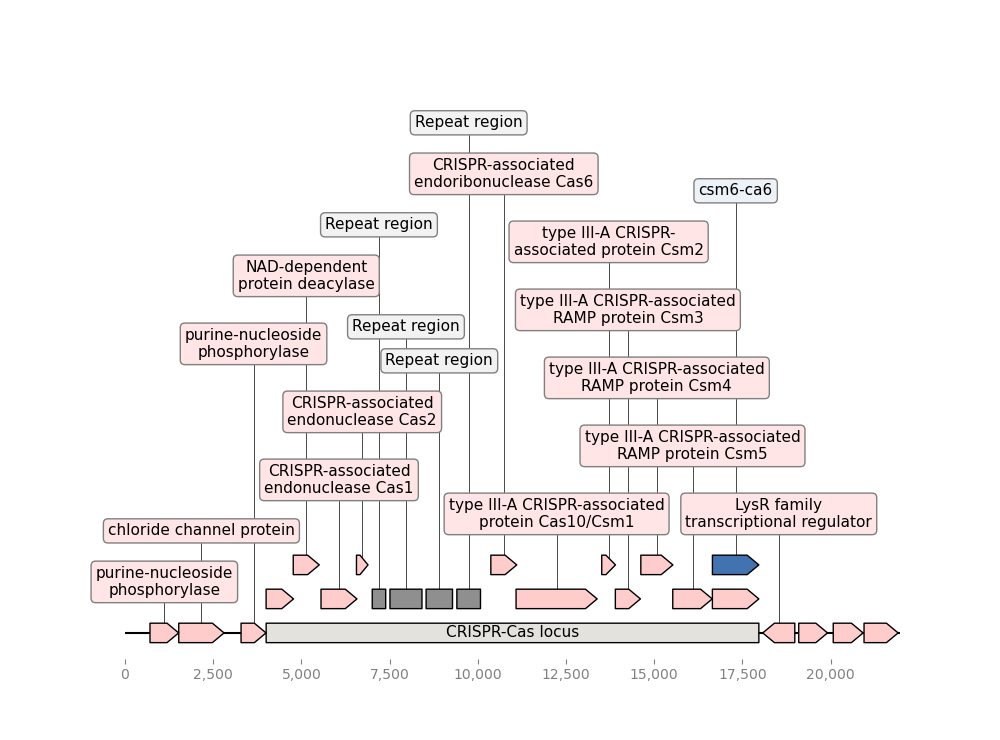 Repeat region
CRISPR-associated
endoribonuclease Cas6
csm6-ca6
Repeat region
type III-A CRISPR-
associated protein Csm2
NAD-dependent
protein deacylase
type III-A CRISPR-associated
RAMP protein Csm3
Repeat region
purine-nucleoside
phosphorylase
Repeat region
type III-A CRISPR-associated
RAMP protein Csm4
CRISPR-associated
endonuclease Cas2
type III-A CRISPR-associated
RAMP protein Csm5
CRISPR-associated
endonuclease Cas1
type III-A CRISPR-associated
protein Cas10/Csm1
LysR family
transcriptional regulator
chloride channel protein
purine-nucleoside
phosphorylase
CRISPR-Cas locus
0 2,500 5,000 7,500 10,000 12,500 15,000 17,500 20,000